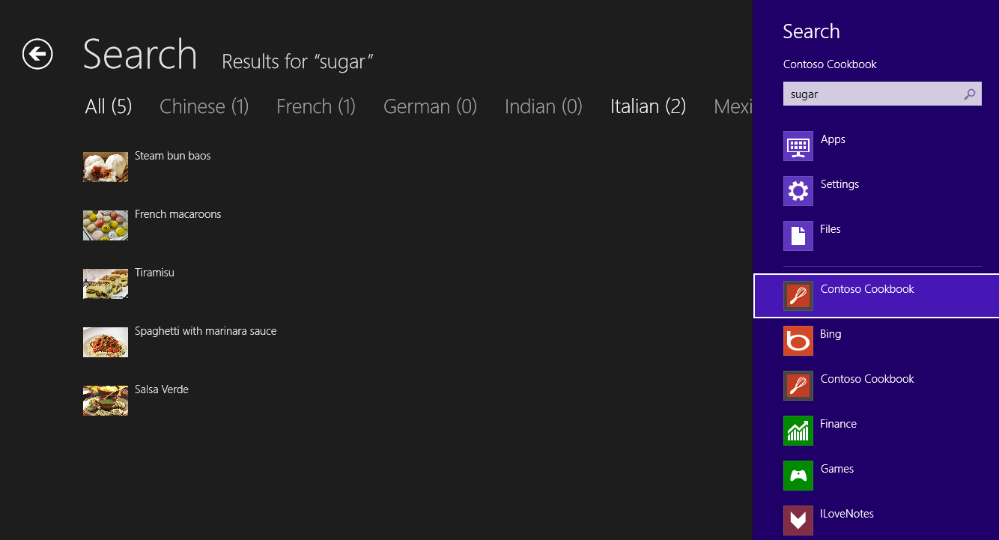 Search Results for “sugar”
All (5) Chinese (1) French (1) German (0) Indian (0) Italian (2) Mexi
Steam bun baos
French macaroons
Tiramisu
Spaghetti with marinara sauce
Salsa Verde
Search
Contoso Cookbook
sugar
Apps
Settings
Files
Contoso Cookbook
Bing
Contoso Cookbook
Finance
Games
ILoveNotes